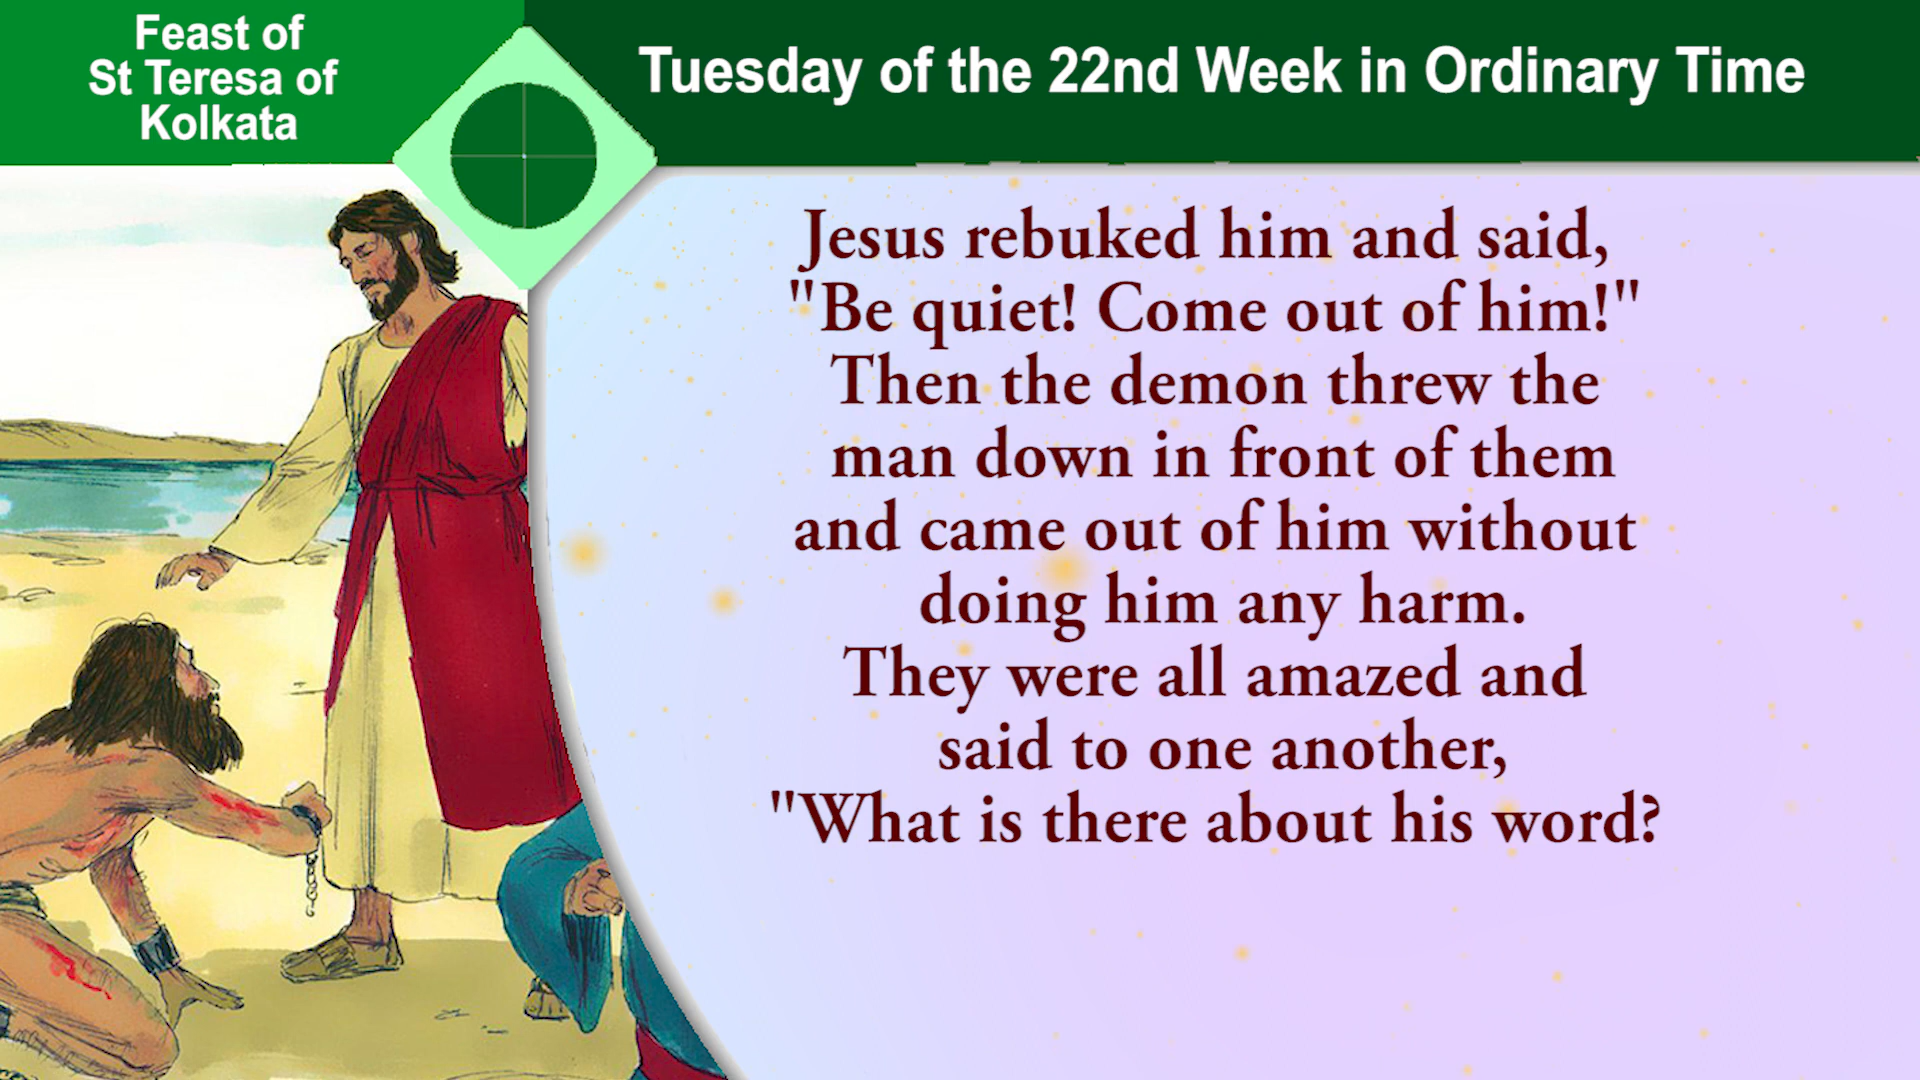 Feast of
St Teresa of
Kolkata
Tuesday of the 22nd Week in Ordinary Time
Jesus rebuked him and said,
"Be quiet! Come out of him!"
Then the demon threw the
man down in front of them
and came out of him without
doing him any harm.
They were all amazed and
said to one another,
"What is there about his word?